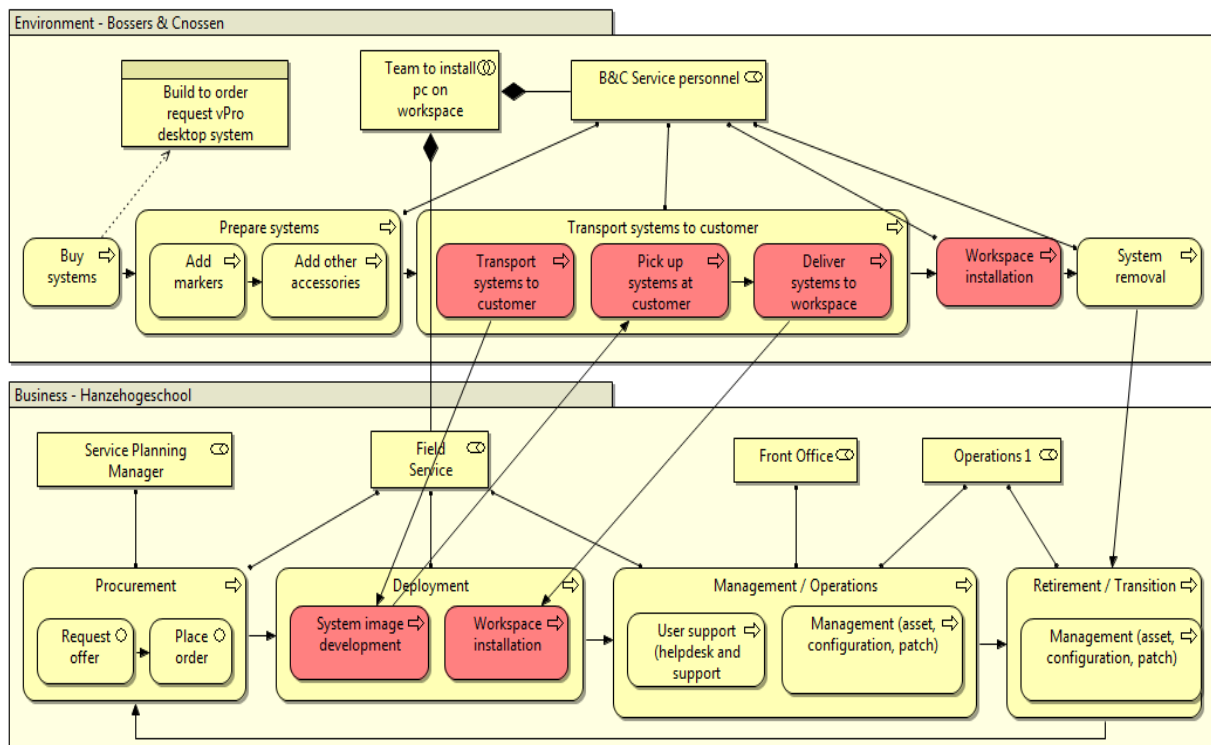 Environment - Bossers & Cnossen
Build to order
request vPro
desktop system
Team to install
pc on
workspace
B&C Service personnel
Buy
systems
Prepare systems
Add
markers
Add other
accessories
Transport systems to customer
Transport
systems to
customer
Pick up
systems at
customer
Deliver
systems to
workspace
Workspace
installation
System
removal
Business - Hanzehogeschool
Service Planning
Manager
Field
Service
Front Office
Operations 1
Procurement
Request
offer
Place
order
Deployment
System image
development
Workspace
installation
Management / Operations
User support
(helpdesk and
support
Management (asset,
configuration, patch)
Retirement / Transition
Management (asset,
configuration, patch)